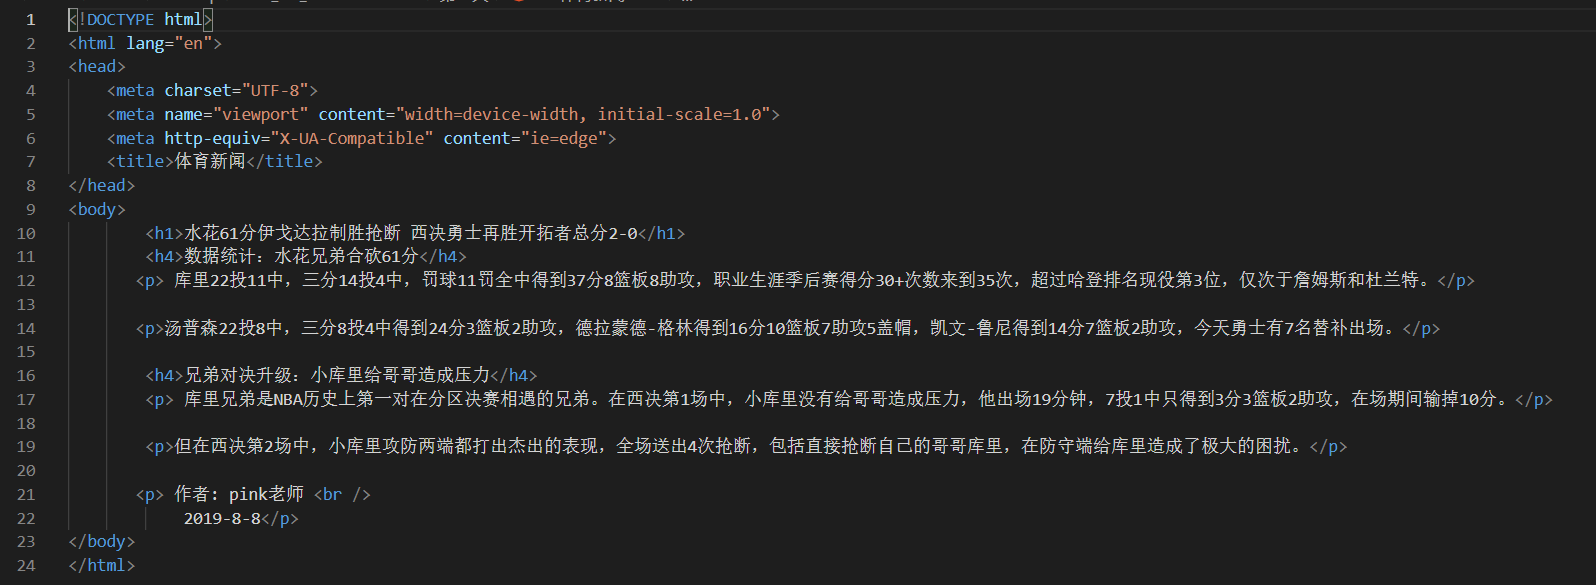 1 <!DOCTYPE html>
2 <html lang="en">
3 <head>
4 <meta charset="UTF-8">
5 <meta name="viewport" content="width=device-width, initial-scale=1.0">
6 <meta http-equiv="X-UA-Compatible" content="ie=edge">
7 <title>体育新闻</title>
8 </head>
9 <body>
10 <h1>水花61分伊戈达拉制胜抢断 西决勇士再胜开拓者总分2-0</h1>
11 <h4>数据统计：水花兄弟合砍61分</h4>
12 <p> 库里22投11中，三分14投4中，罚球11罚全中得到37分8篮板8助攻，职业生涯季后赛得分30+次数来到35次，超过哈登排名现役第3位，仅次于詹姆斯和杜兰特。</p>
13
14 <p>汤普森22投8中，三分8投4中得到24分3篮板2助攻，德拉蒙德-格林得到16分10篮板7助攻5盖帽，凯文-鲁尼得到14分7篮板2助攻，今天勇士有7名替补出场。</p>
15
16 <h4>兄弟对决升级：小库里给哥哥造成压力</h4>
17 <p> 库里兄弟是NBA历史上第一对在分区决赛相遇的兄弟。在西决第1场中，小库里没有给哥哥造成压力，他出场19分钟，7投1中只得到3分3篮板2助攻，在场期间输掉10分。</p>
18
19 <p>但在西决第2场中，小库里攻防两端都打出杰出的表现，全场送出4次抢断，包括直接抢断自己的哥哥库里，在防守端给库里造成了极大的困扰。</p>
20
21 <p> 作者: pink老师 <br />
22 2019-8-8</p>
23 </body>
24 </html>